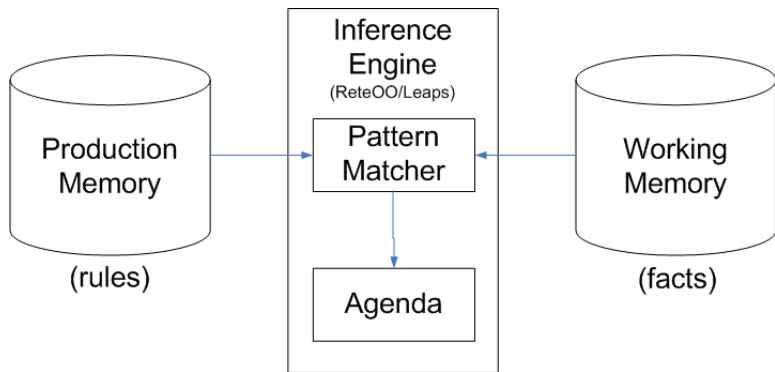 Inference
Engine
(ReteOO/Leaps)
Production
Memory
(rules)
Pattern
Matcher
Agenda
Working
Memory
(facts)